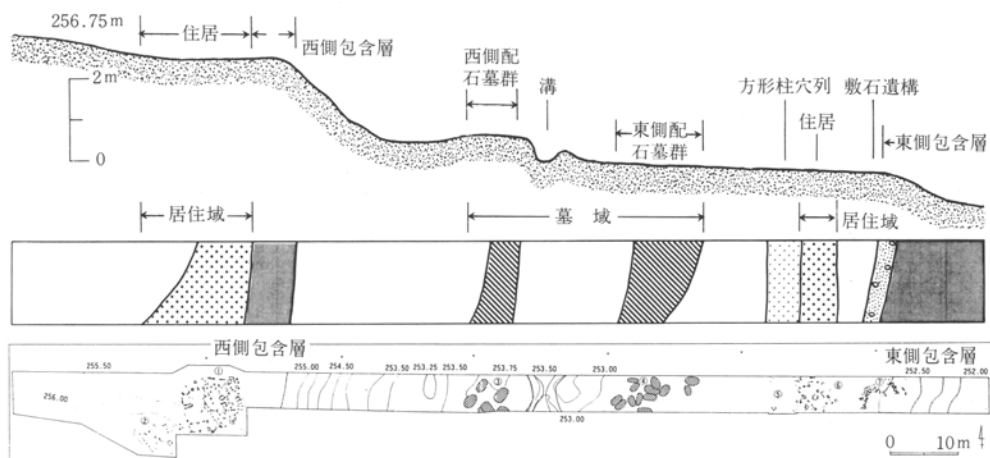 256.75m
住居
西側包含層
2m
0
西側配
石墓群
溝
東側配
石墓群
方形柱穴列
敷石遺構
住居
東側包含層
居住域
墓域
居住域
西側包含層
東側包含層
255.50
①
255.00
254.50
253.50
253.25
253.50
253.75
253.50
253.00
252.50
252.00
256.00
②
③
④
⑤
⑥
⑦
253.00
0
10m